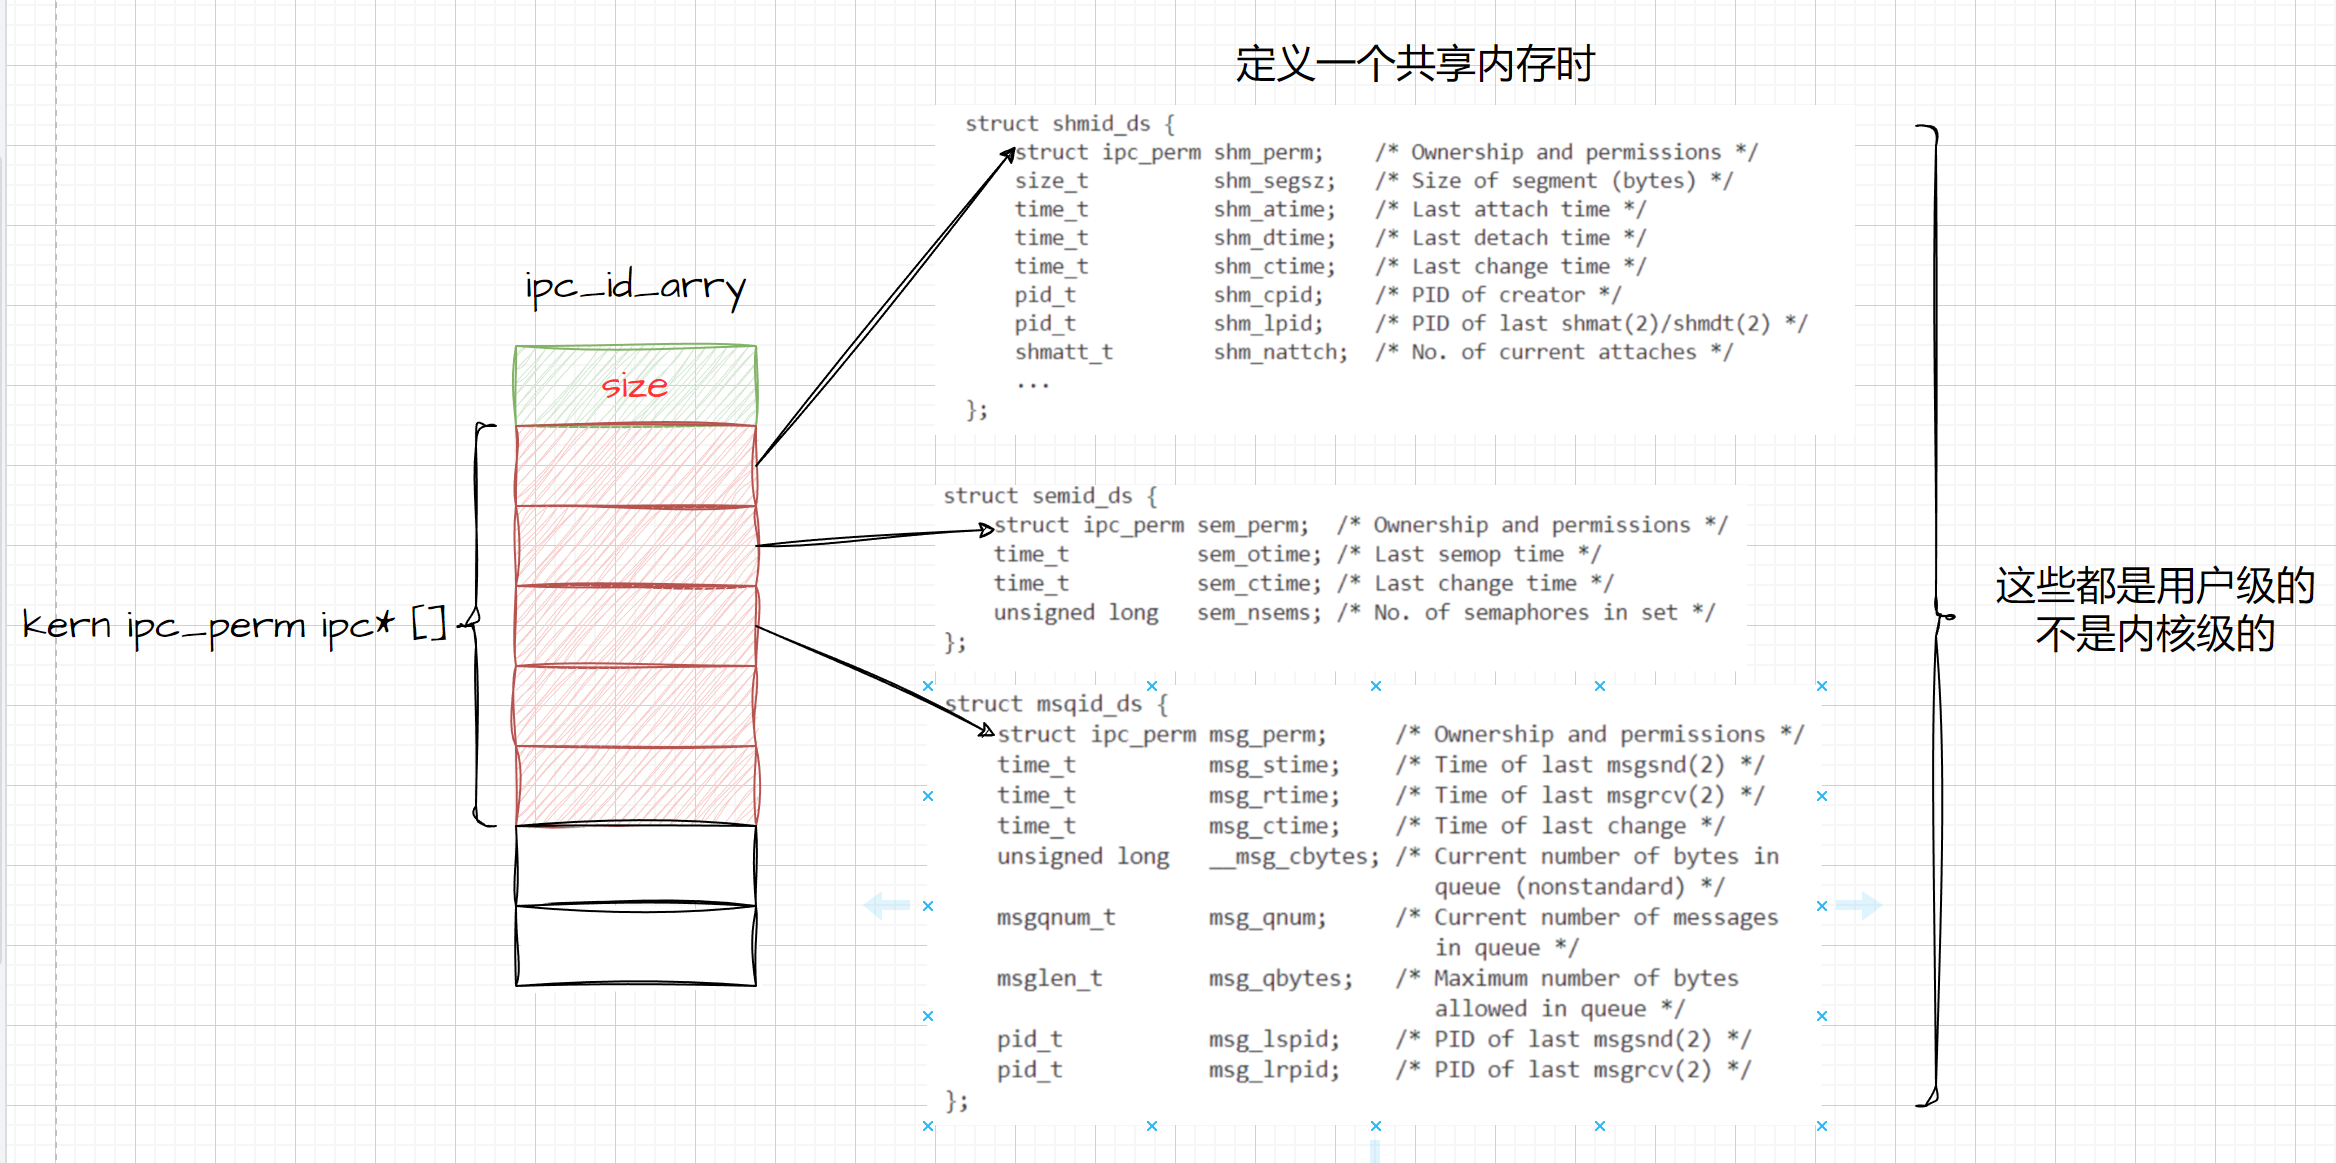 定义一个共享内存时
struct shmid_ds {
struct ipc_perm shm_perm; /* Ownership and permissions */
size_t shm_segsz; /* Size of segment (bytes) */
time_t shm_atime; /* Last attach time */
time_t shm_dtime; /* Last detach time */
time_t shm_ctime; /* Last change time */
pid_t shm_cpid; /* PID of creator */
pid_t shm_lpid; /* PID of last shmat(2)/shmdt(2) */
shmatt_t shm_nattch; /* No. of current attaches */
...
};
ipc_id_arry
size
kern ipc_perm ipc* []
struct semid_ds {
struct ipc_perm sem_perm; /* Ownership and permissions */
time_t sem_otime; /* Last semop time */
time_t sem_ctime; /* Last change time */
unsigned long sem_nsems; /* No. of semaphores in set */
};
struct msqid_ds {
struct ipc_perm msg_perm; /* Ownership and permissions */
time_t msg_stime; /* Time of last msgsnd(2) */
time_t msg_rtime; /* Time of last msgrcv(2) */
time_t msg_ctime; /* Time of last change */
unsigned long __msg_cbytes; /* Current number of bytes in
queue (nonstandard) */
msgqnum_t msg_qnum; /* Current number of messages
in queue */
msglen_t msg_qbytes; /* Maximum number of bytes
allowed in queue */
pid_t msg_lspid; /* PID of last msgsnd(2) */
pid_t msg_lrpid; /* PID of last msgrcv(2) */
};
这些都是用户级的
不是内核级的